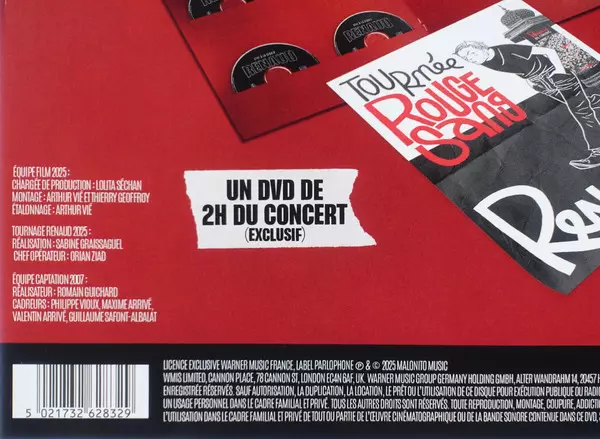 RENAUD
RENAUD
TOURNÉE
ROUGE
SANG
REN
UN DVD DE
2H DU CONCERT
(EXCLUSIF)
ÉQUIPE FILM 2025 :
CHARGÉE DE PRODUCTION : LOLITA SÉCHAN
MONTAGE : ARTHUR VIÉ ET THIERRY GEOFFROY
ÉTALONNAGE : ARTHUR VIÉ
TOURNAGE RENAUD 2025 :
RÉALISATION : SABINE GRAISSAGUEL
CHEF OPÉRATEUR : ORIAN ZIAD
ÉQUIPE CAPTATION 2007 :
RÉALISATEUR : ROMAIN GUICHARD
CADREURS : PHILIPPE VIOUX, MAXIME ARRIVÉ,
VALENTIN ARRIVÉ, GUILLAUME SAFONT-ALBALAT
LICENCE EXCLUSIVE WARNER MUSIC FRANCE, LABEL PARLOPHONE ℗ & © 2025 MALONITO MUSIC
WMIS LIMITED, CANNON PLACE, 78 CANNON ST, LONDON EC4N 6AF, UK. WARNER MUSIC GROUP GERMANY HOLDING GMBH, ALTER WANDRAHM 14, 20457 H
ENREGISTRÉE RÉSERVÉS. SAUF AUTORISATION, LA DUPLICATION, LA LOCATION, LE PRÊT OU L'UTILISATION DE CE DISQUE POUR EXÉCUTION PUBLIQUE OU RADIO
UN USAGE PERSONNEL DANS LE CADRE FAMILIAL ET PRIVÉ. TOUS LES AUTRES DROITS SONT RÉSERVÉS. TOUTE REPRODUCTION, MONTAGE, COUPURE, ADDICTION
L'UTILISATION DANS LE CADRE FAMILIAL ET PRIVÉ DE TOUT OU PARTIE DE L'ŒUVRE CINÉMATOGRAPHIQUE OU DE LA BANDE SONORE CONTENUE DANS CE DVD, S
5 021732 628329